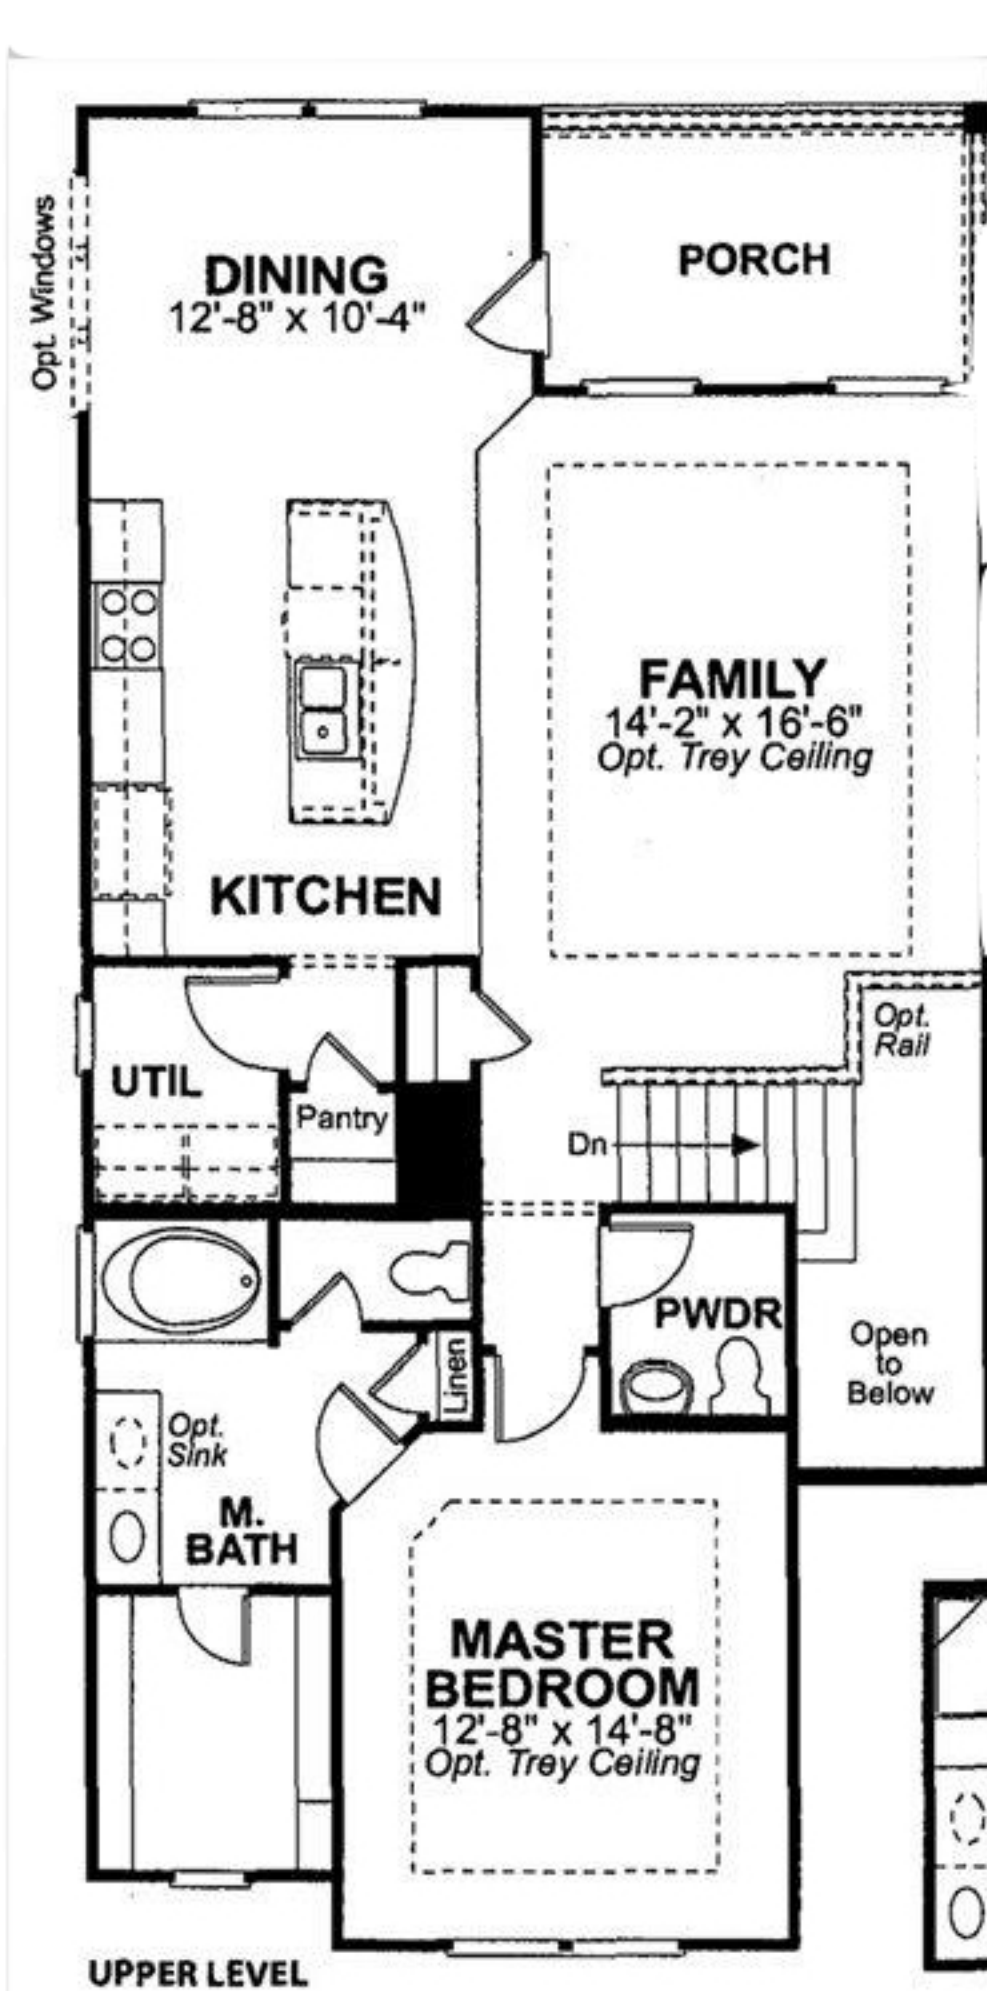 Opt. Windows
DINING
12'-8" x 10'-4"
PORCH
FAMILY
14'-2" x 16'-6"
Opt. Trey Ceiling
KITCHEN
Opt.
Rail
UTIL
Pantry
Dn
PWDR
Linen
Open
to
Below
Opt.
Sink
M.
BATH
MASTER
BEDROOM
12'-8" x 14'-8"
Opt. Trey Ceiling
UPPER LEVEL